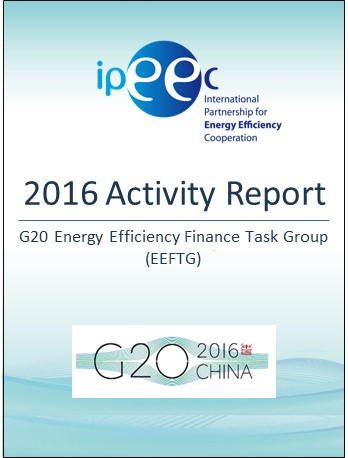 ipeec
International
Partnership for
Energy Efficiency
Cooperation
2016 Activity Report
G20 Energy Efficiency Finance Task Group
(EEFTG)
G20 2016
CHINA